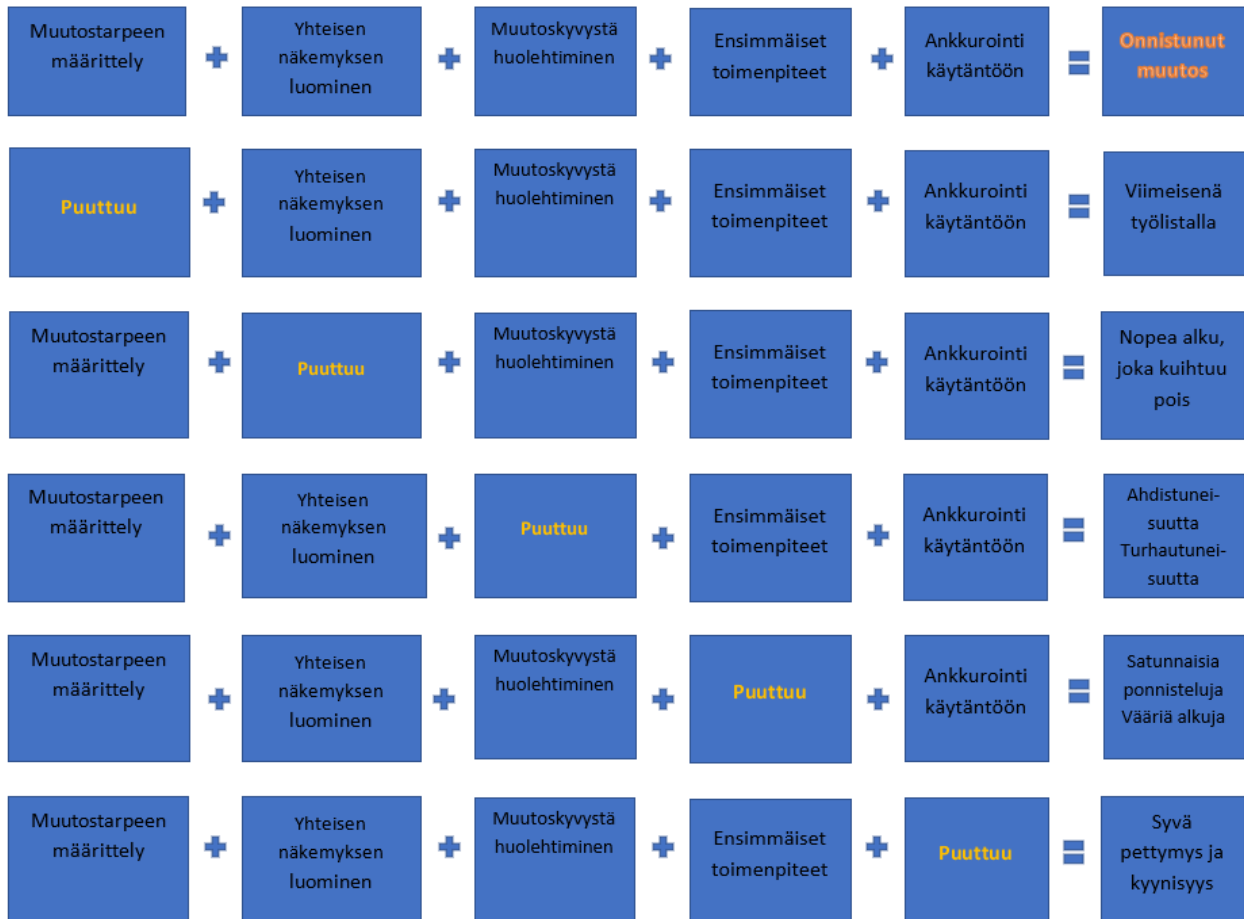 Muutostarpeen
määrittely
Yhteisen
näkemyksen
luominen
Muutoskyvystä
huolehtiminen
Ensimmäiset
toimenpiteet
Ankkurointi
käytäntöön
Onnistunut
muutos
Puuttuu
Yhteisen
näkemyksen
luominen
Muutoskyvystä
huolehtiminen
Ensimmäiset
toimenpiteet
Ankkurointi
käytäntöön
Viimeisenä
työlistalla
Muutostarpeen
määrittely
Puuttuu
Muutoskyvystä
huolehtiminen
Ensimmäiset
toimenpiteet
Ankkurointi
käytäntöön
Nopea alku,
joka kuihtuu
pois
Muutostarpeen
määrittely
Yhteisen
näkemyksen
luominen
Puuttuu
Ensimmäiset
toimenpiteet
Ankkurointi
käytäntöön
Ahdistunei-
suutta
Turhautunei-
suutta
Muutostarpeen
määrittely
Yhteisen
näkemyksen
luominen
Muutoskyvystä
huolehtiminen
Puuttuu
Ankkurointi
käytäntöön
Satunnaisia
ponnisteluja
Vääriä alkuja
Muutostarpeen
määrittely
Yhteisen
näkemyksen
luominen
Muutoskyvystä
huolehtiminen
Ensimmäiset
toimenpiteet
Puuttuu
Syvä
pettymys ja
kyynisyys